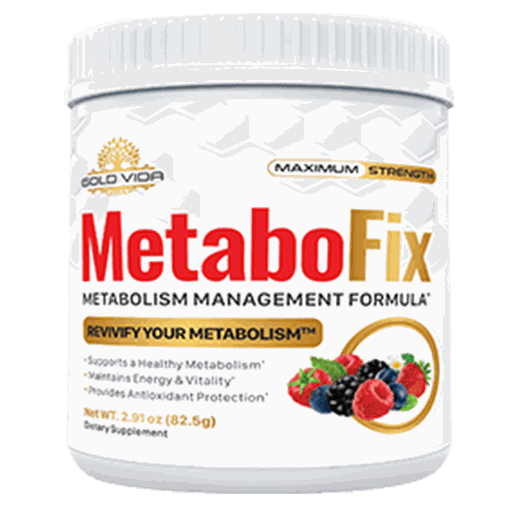 GOLD VIDA
MAXIMUM STRENGTH
MetaboFix
METABOLISM MANAGEMENT FORMULA*
REVIVIFY YOUR METABOLISM™
•Supports a Healthy Metabolism*
•Maintains Energy & Vitality*
•Provides Antioxidant Protection*
Net WT. 2.91 oz (82.5g)
Dietary Supplement